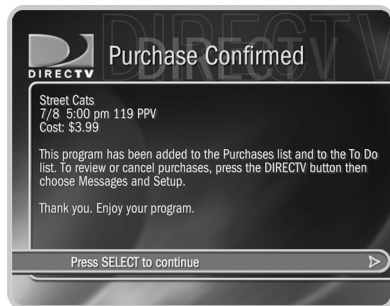 DIRECTV
DIRECTV
Purchase Confirmed
Street Cats
7/8 5:00 pm 119 PPV
Cost: $3.99
This program has been added to the Purchases list and to the To Do
list. To review or cancel purchases, press the DIRECTV button then
choose Messages and Setup.
Thank you. Enjoy your program.
Press SELECT to continue